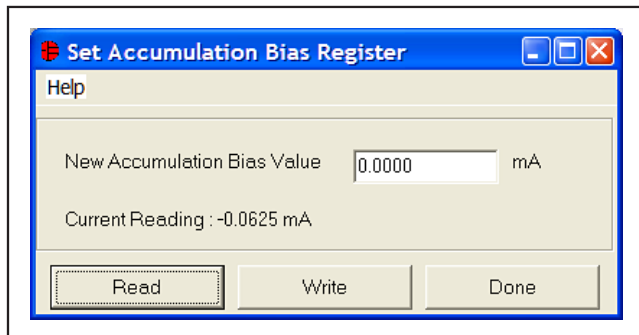 Set Accumulation Bias Register
Help
New Accumulation Bias Value 0.0000 mA
Current Reading : -0.0625 mA
Read Write Done